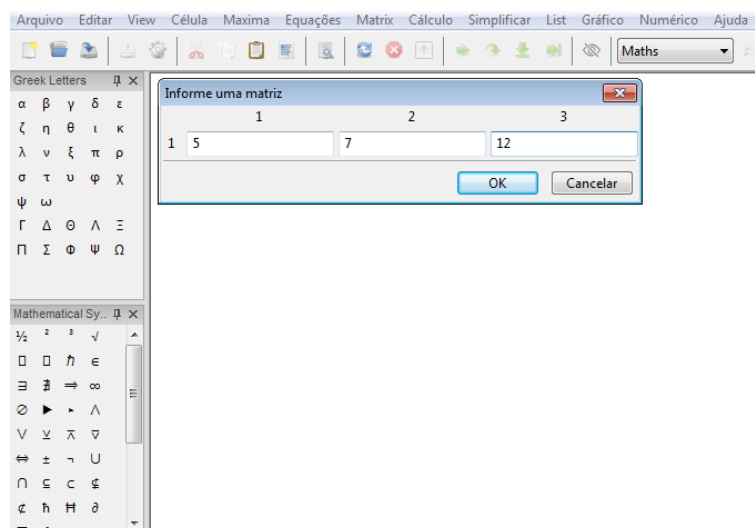 Arquivo Editar View Célula Maxima Equações Matrix Cálculo Simplificar List Gráfico Numérico Ajuda
Maths
Greek Letters
α β γ δ ε
ζ η θ ι κ
λ ν ξ π ρ
σ τ υ φ χ
ψ ω
Γ Δ Θ Λ Ξ
Π Σ Φ Ψ Ω
Informe uma matriz
1 2 3
1 5 7 12
OK Cancelar
Mathematical Sy..
½ ² ³ √
ℏ ∈
∃ ∄ ⇒ ∞
∅ ▶ ▸ ⋀
⋁ ⊻ ⊼ ⊽
⇔ ± ¬ ⋃
⋂ ⊆ ⊂ ⊈
⊄ ħ Ħ ∂